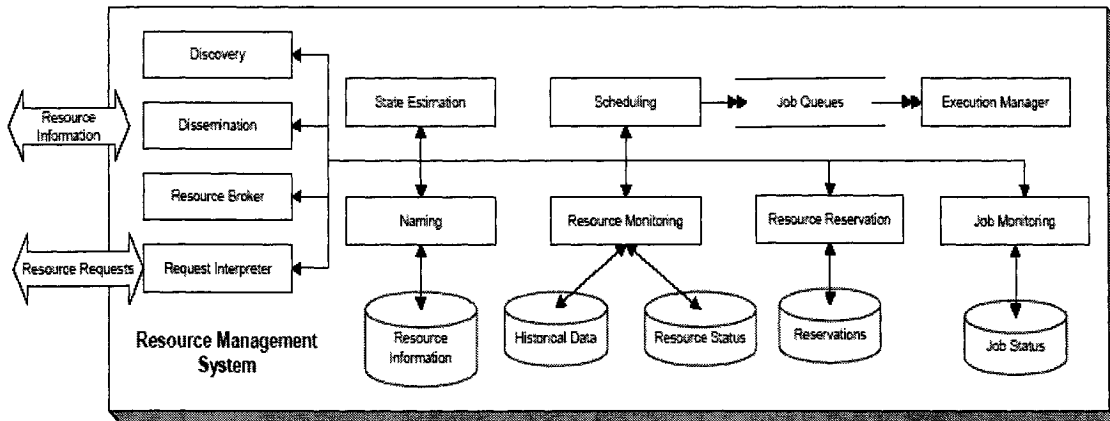 Discovery
State Estimation
Scheduling
Job Queues
Execution Manager
Resource
Information
Dissemination
Resource Broker
Naming
Resource Monitoring
Resource Reservation
Job Monitoring
Resource Requests
Request Interpreter
Resource
Information
Historical Data
Resource Status
Reservations
Job Status
Resource Management
System